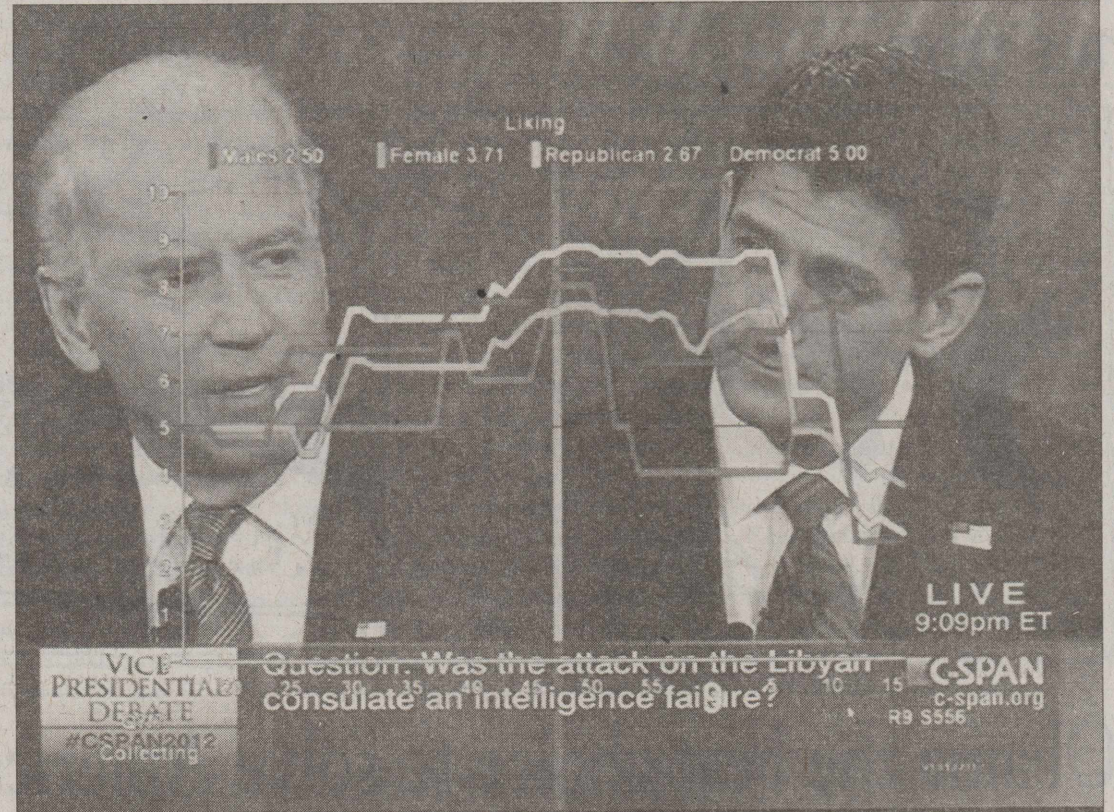 Liking
Males 2.50 Female 3.71 Republican 2.67 Democrat 5.00
10
9
8
7
6
5
2
1
LIVE
9:09pm ET
VICE PRESIDENTIAL DEBATE
#CSPAN2012
Collecting
Question: Was the attack on the Libyan
consulate an intelligence failure?
25 30 35 40 45 50 55 5 10 15
C-SPAN
c-span.org
R9 S556